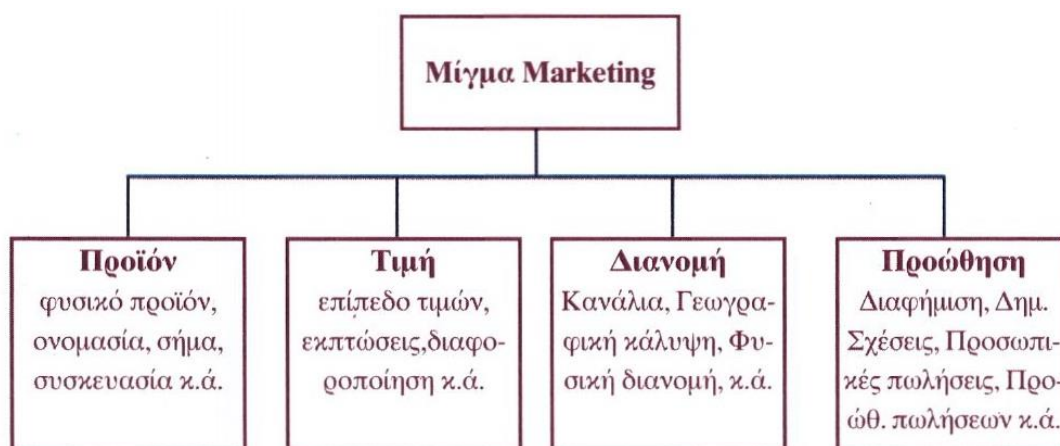 Μίγμα Marketing
Προϊόν
φυσικό προϊόν,
ονομασία, σήμα,
συσκευασία κ.ά.
Τιμή
επίπεδο τιμών,
εκπτώσεις,διαφο-
ροποίηση κ.ά.
Διανομή
Κανάλια, Γεωγρα-
φική κάλυψη, Φυ-
σική διανομή, κ.ά.
Προώθηση
Διαφήμιση, Δημ.
Σχέσεις, Προσωπι-
κές πωλήσεις, Προ-
ώθ. πωλήσεων κ.ά.